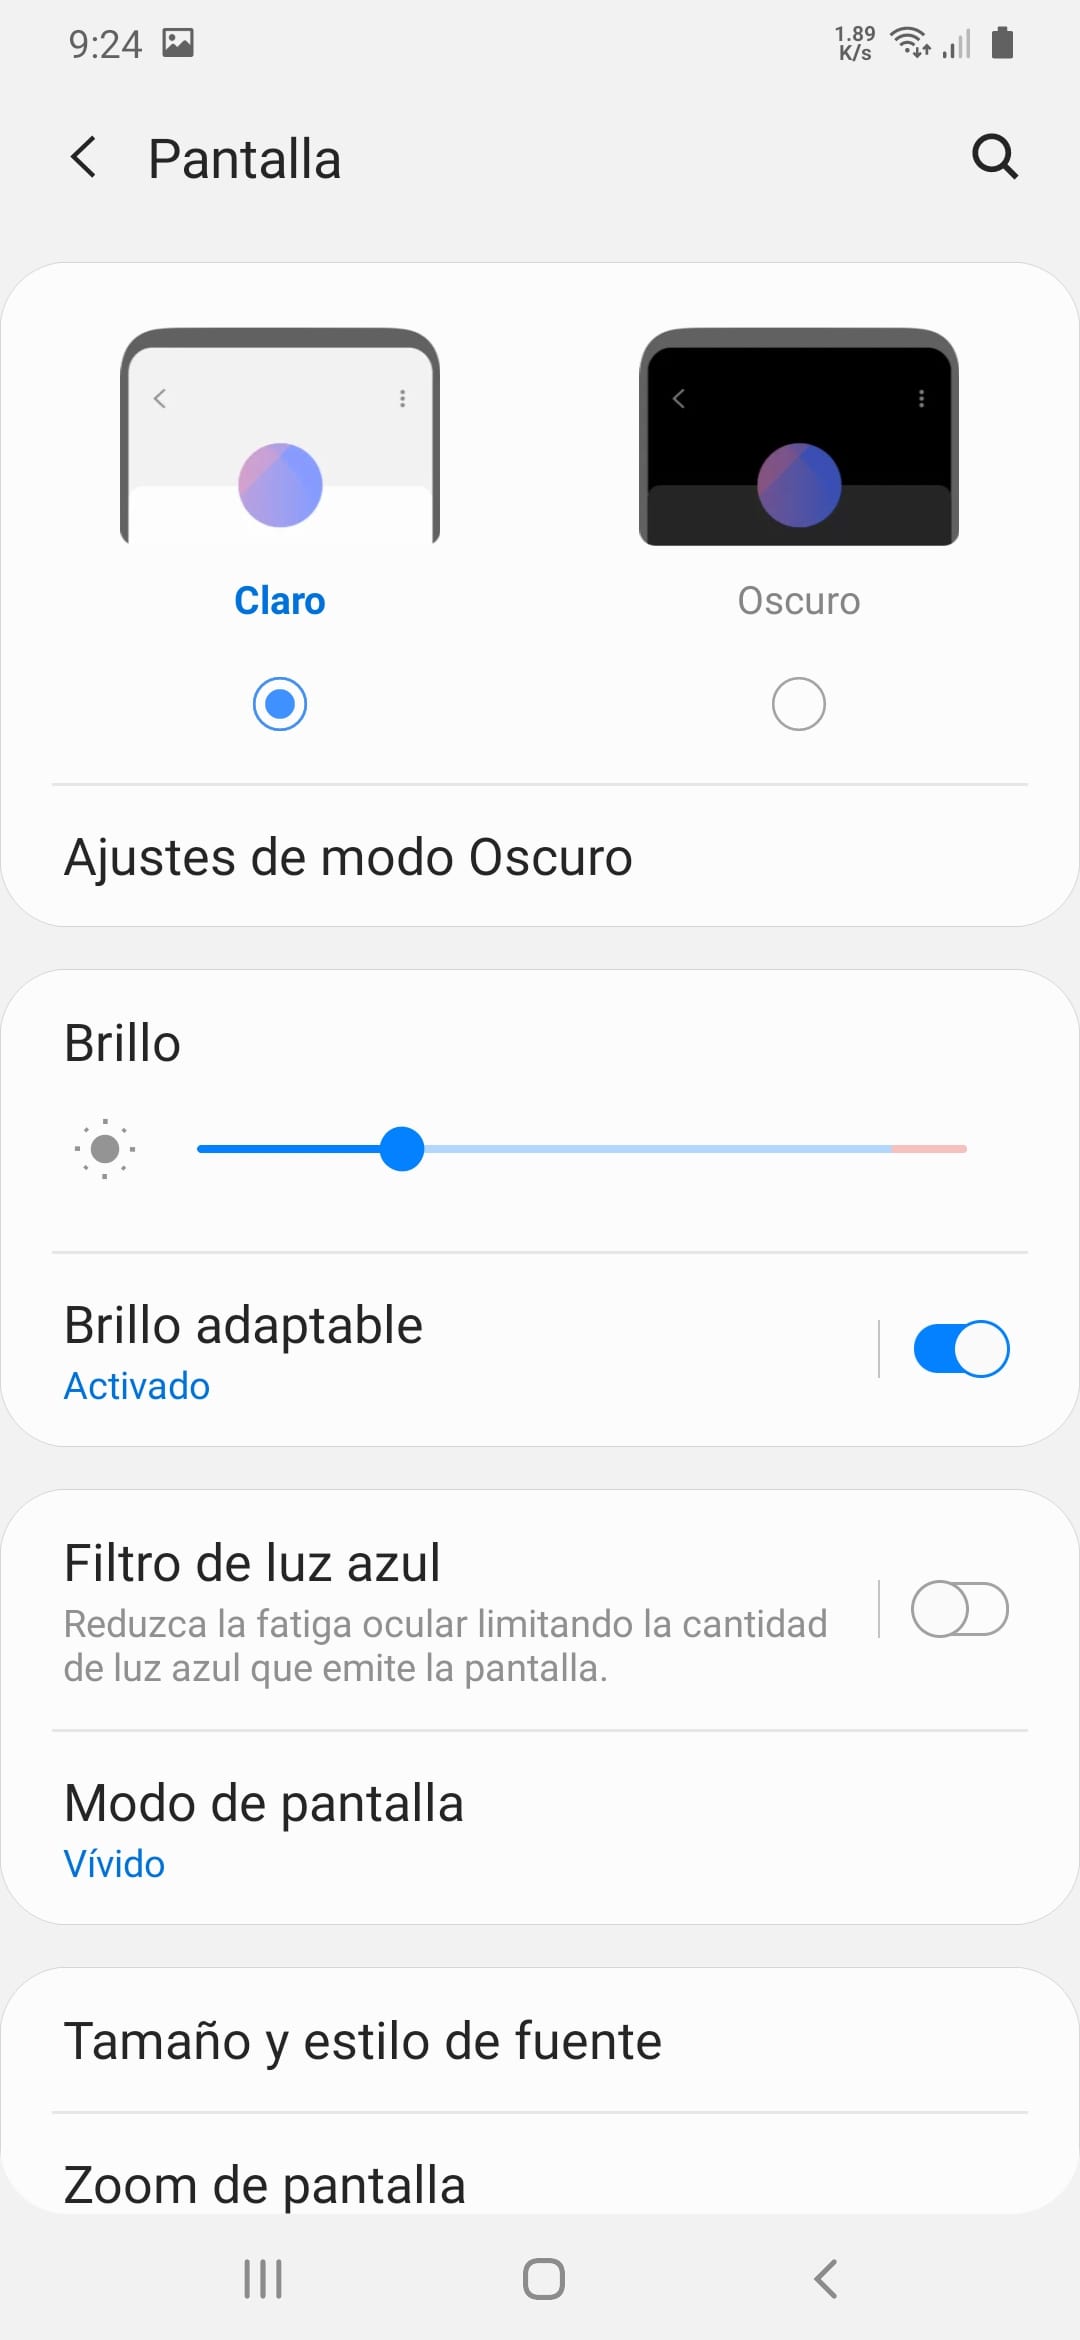 9:24
1.89
K/s
Pantalla
Claro
Oscuro
Ajustes de modo Oscuro
Brillo
Brillo adaptable
Activado
Filtro de luz azul
Reduzca la fatiga ocular limitando la cantidad
de luz azul que emite la pantalla.
Modo de pantalla
Vívido
Tamaño y estilo de fuente
Zoom de pantalla